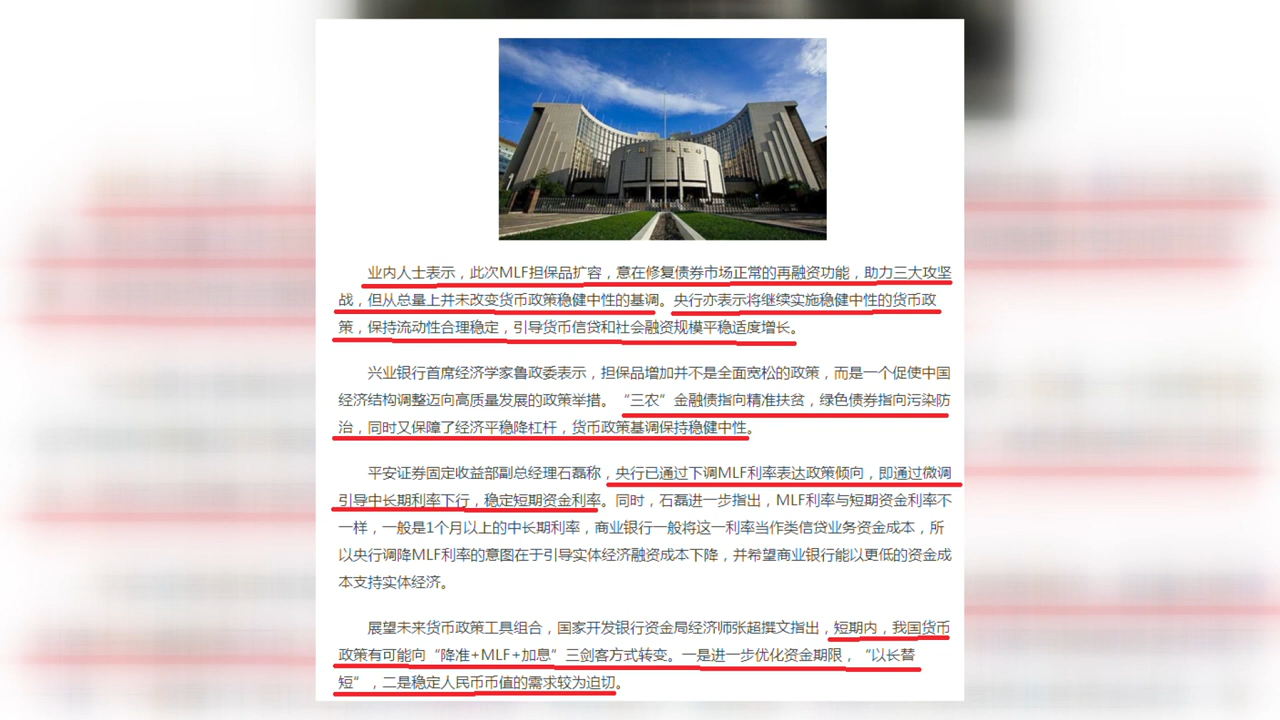 业内人士表示，此次MLF担保品扩容，意在修复债券市场正常的再融资功能，助力三大攻坚
战，但从总量上并未改变货币政策稳健中性的基调。央行亦表示将继续实施稳健中性的货币政
策，保持流动性合理稳定，引导货币信贷和社会融资规模平稳适度增长。
兴业银行首席经济学家鲁政委表示，担保品增加并不是全面宽松的政策，而是一个促使中国
经济结构调整迈向高质量发展的政策举措。“三农”金融债指向精准扶贫，绿色债券指向污染防
治，同时又保障了经济平稳降杠杆，货币政策基调保持稳健中性。
平安证券固定收益部副总经理石磊称，央行已通过下调MLF利率表达政策倾向，即通过微调
引导中长期利率下行，稳定短期资金利率。同时，石磊进一步指出，MLF利率与短期资金利率不
一样，一般是1个月以上的中长期利率，商业银行一般将这一利率当作类信贷业务资金成本，所
以央行调降MLF利率的意图在于引导实体经济融资成本下降，并希望商业银行能以更低的资金成
本支持实体经济。
展望未来货币政策工具组合，国家开发银行资金局经济师张超撰文指出，短期内，我国货币
政策有可能向“降准+MLF+加息”三剑客方式转变。一是进一步优化资金期限，“以长替
短”，二是稳定人民币币值的需求较为迫切。